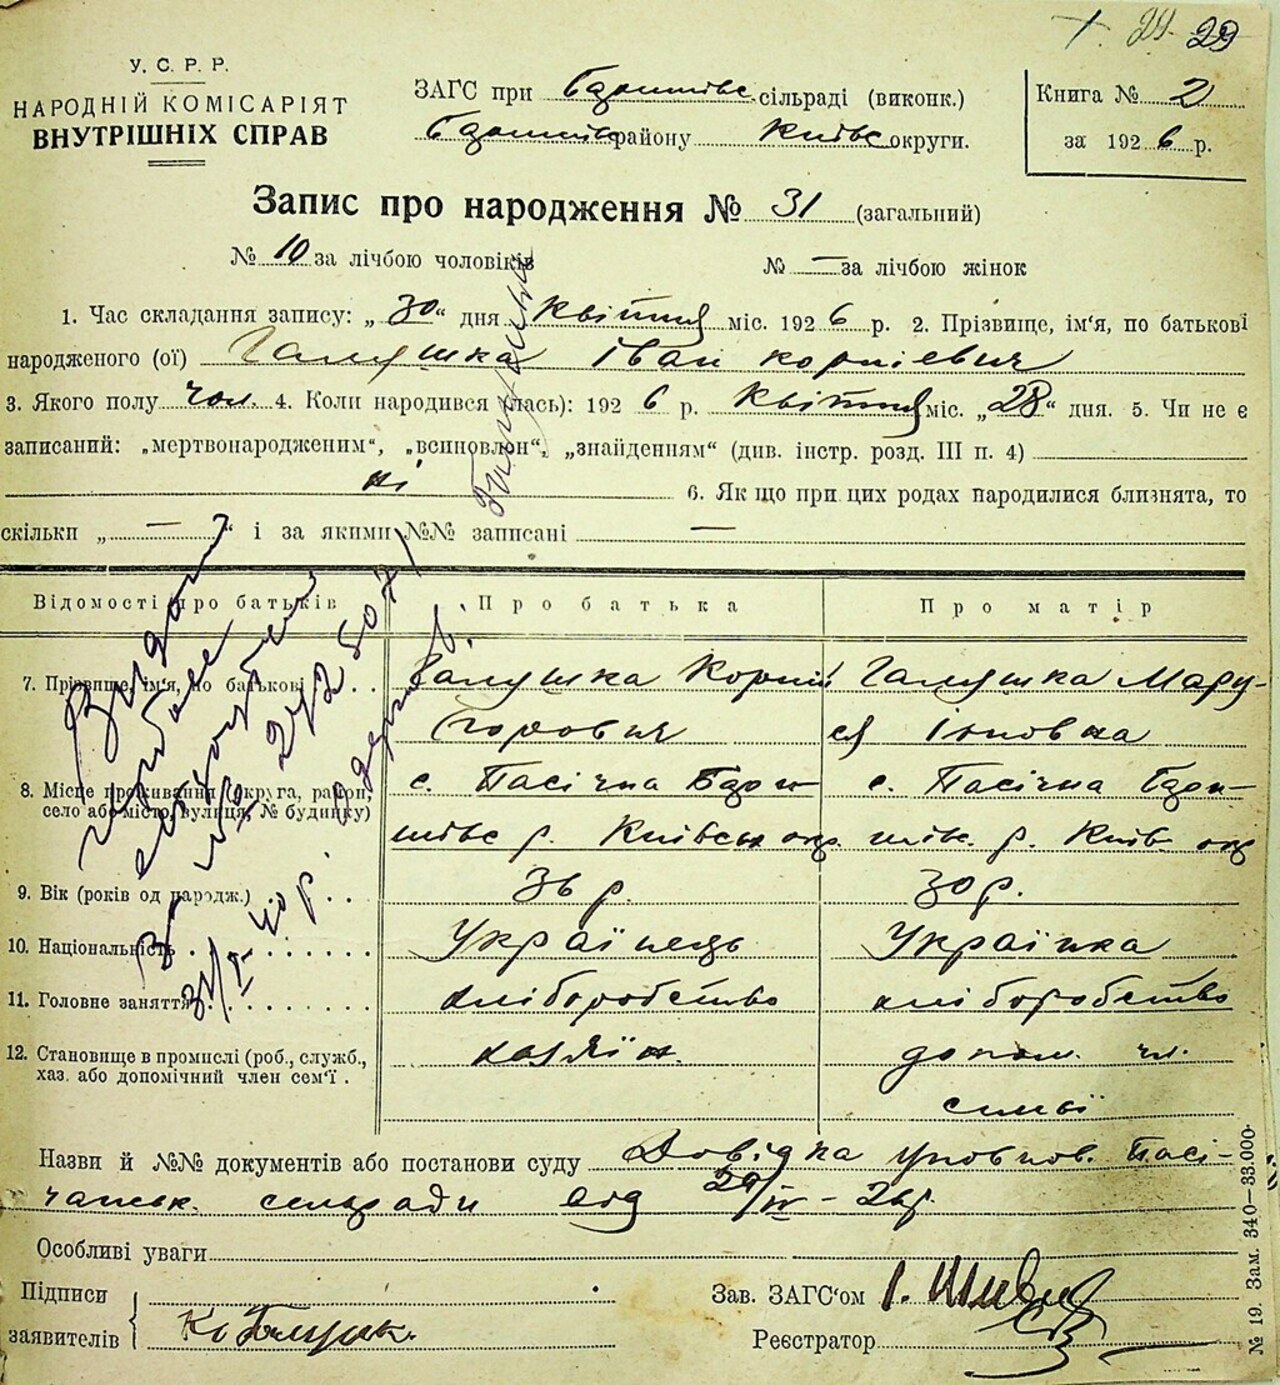 29
У. С. Р. Р.
НАРОДНІЙ КОМІСАРІЯТ
ВНУТРІШНІХ СПРАВ
ЗАГС при сільраді (виконк.)
району Київс округи.
Книга № 2
за 1926 р.
Запис про народження № 31 (загальний)
№ 10 за лічбою чоловіків № — за лічбою жінок
1. Час складання запису: „30“ дня Квітня міс. 1926 р. 2. Прізвище, ім'я, по батькові
народженого (ої) Галушка Іван Корнієвич
3. Якого полу чол. 4. Коли народився (лась): 1926 р. Квітня міс. „28“ дня. 5. Чи не є
записаний: „мертвонародженим“, „всиновлен“, „знайденням“ (див. інстр. розд. III п. 4)
ні 6. Як що при цих родах народилися близнята, то
скільки „—“ і за якими №№ записані —
Відомості про батьків Про батька Про матір
7. Прізвище, ім'я, по батькові Галушка Корній Галушка Мару-
ся
8. Місце проживання (округа, район, село або місто, вулиця, № будинку) с. Пасічна с. Пасічна
р. Київськ окр. р. Київ окр
9. Вік (років од народж.) 36 р. 30 р.
10. Національність Українець Українка
11. Головне заняття хліборобство хліборобство
12. Становище в промислі (роб., служб., хаз. або допомічний член сем'ї. хазяїн. допом. чл.
сімьї
Назви й №№ документів або постанови суду Довідка уповнов. Пасі-
чанськ. сільради від 29/IV - 26 р.
Особливі уваги
Підписи
заявителів
Зав. ЗАГС'ом
Реєстратор
№ 19. Зам. 340—33.000.